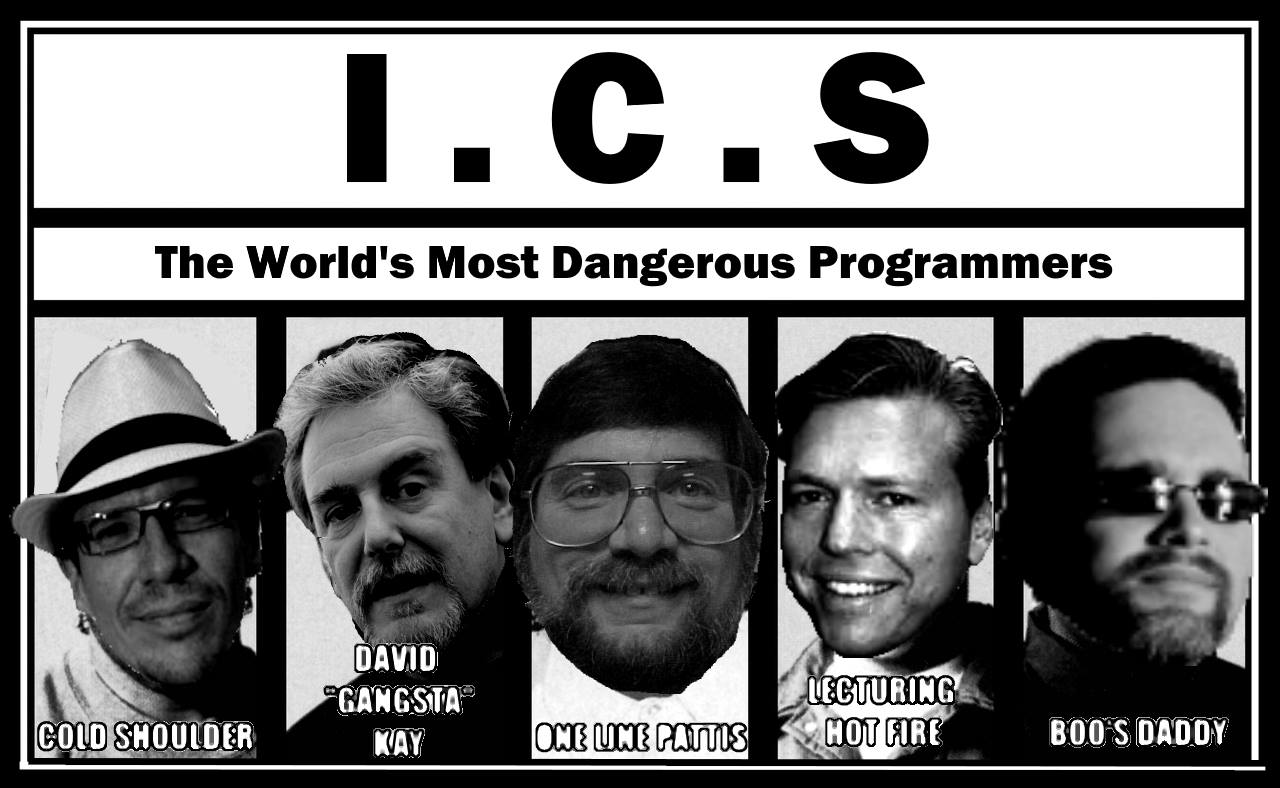 I.C.S
The World's Most Dangerous Programmers
COLD SHOULDER
DAVID
"GANGSTA"
KAY
ONE LINE PATTIS
LECTURING
HOT FIRE
BOO'S DADDY